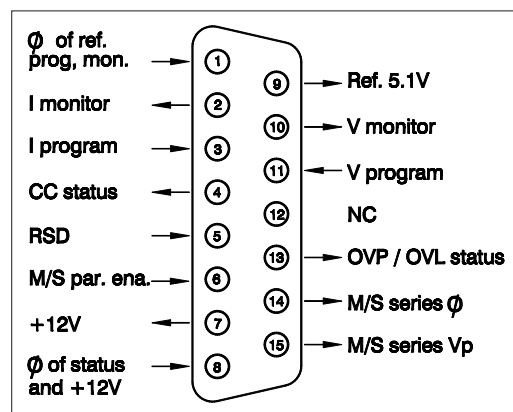 Ø of ref.
prog, mon.
I monitor
I program
CC status
RSD
M/S par. ena.
+12V
Ø of status
and +12V
1
2
3
4
5
6
7
8
9
10
11
12
13
14
15
Ref. 5.1V
V monitor
V program
NC
OVP / OVL status
M/S series Ø
M/S series Vp